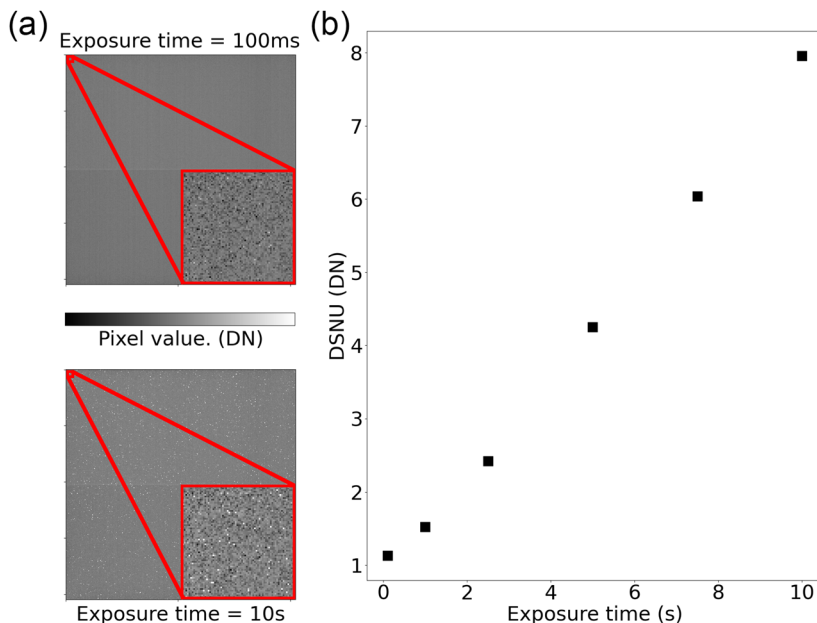 (a)
Exposure time = 100ms
Pixel value. (DN)
Exposure time = 10s
(b)
DSNU (DN)
8
7
6
5
4
3
2
1
0 2 4 6 8 10
Exposure time (s)